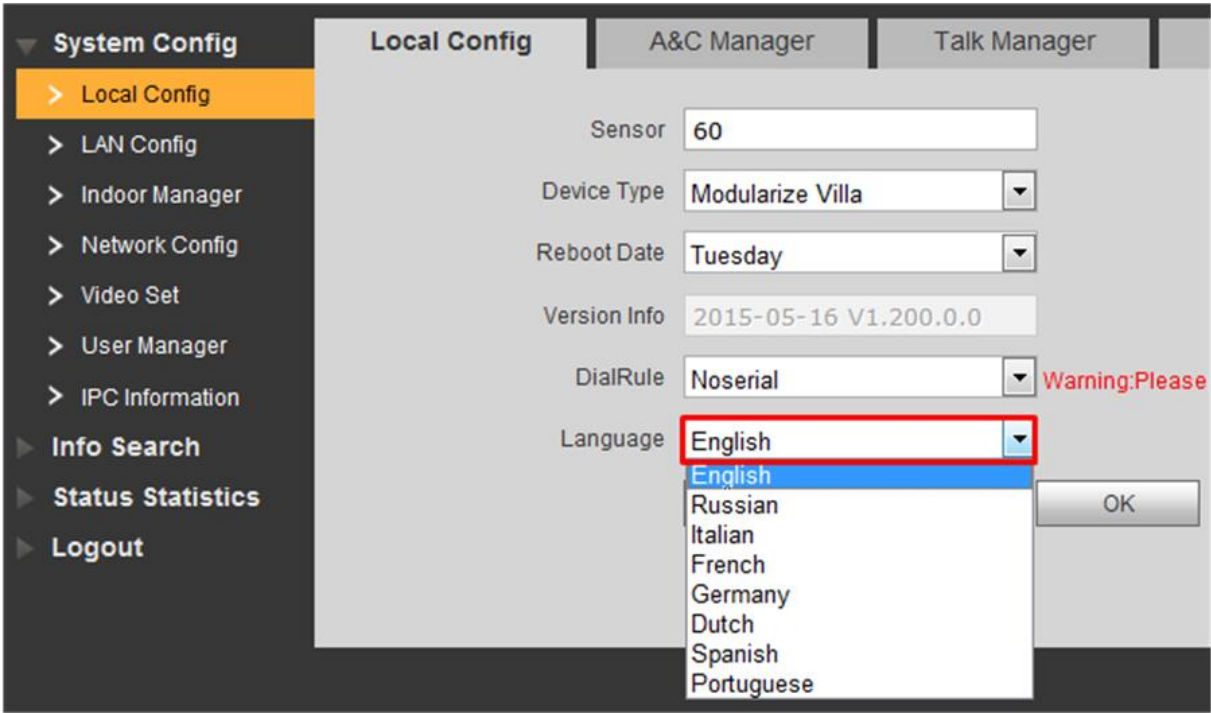 System Config
Local Config
LAN Config
Indoor Manager
Network Config
Video Set
User Manager
IPC Information
Info Search
Status Statistics
Logout
Local Config
A&C Manager
Talk Manager
Sensor 60
Device Type Modularize Villa
Reboot Date Tuesday
Version Info 2015-05-16 V1.200.0.0
DialRule Noserial Warning:Please
Language English
English
Russian
Italian
French
Germany
Dutch
Spanish
Portuguese
OK